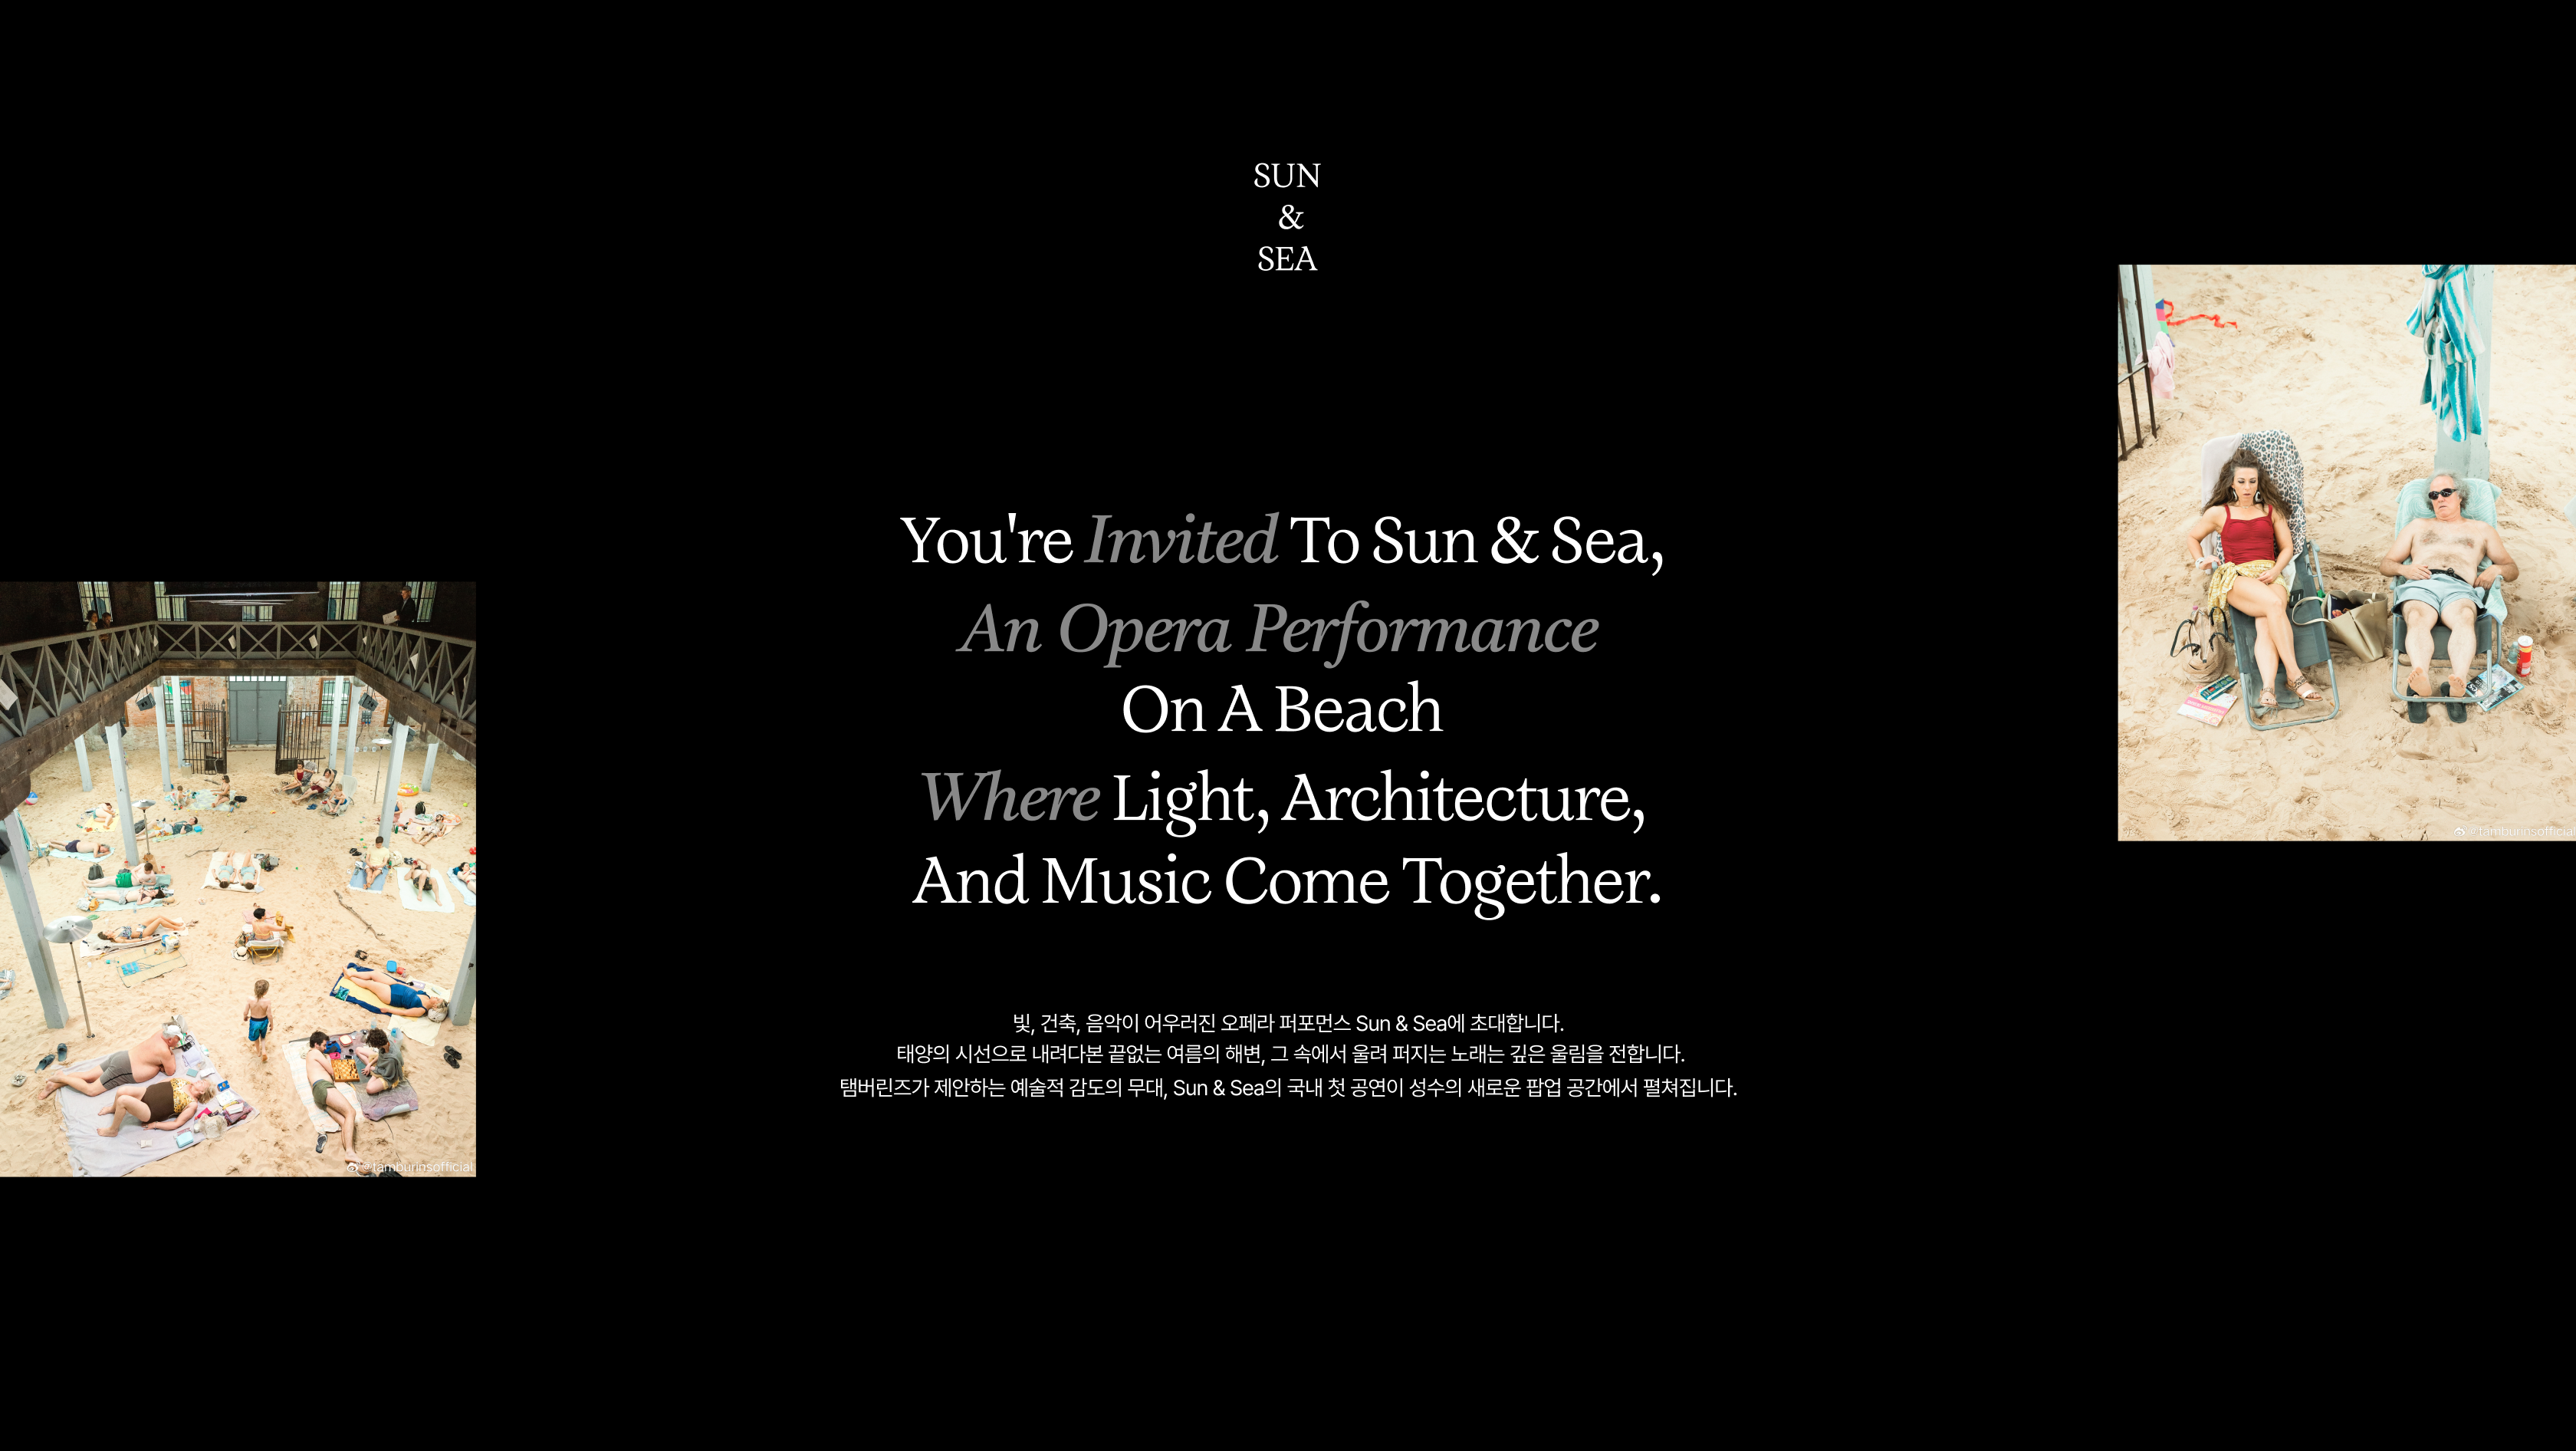 SUN
&
SEA
You're Invited To Sun & Sea,
An Opera Performance
On A Beach
Where Light, Architecture,
And Music Come Together.
빛, 건축, 음악이 어우러진 오페라 퍼포먼스 Sun & Sea에 초대합니다.
태양의 시선으로 내려다본 끝없는 여름의 해변, 그 속에서 울려 퍼지는 노래는 깊은 울림을 전합니다.
탬버린즈가 제안하는 예술적 감도의 무대, Sun & Sea의 국내 첫 공연이 성수의 새로운 팝업 공간에서 펼쳐집니다.
@tamburinsofficial
@tamburinsofficial